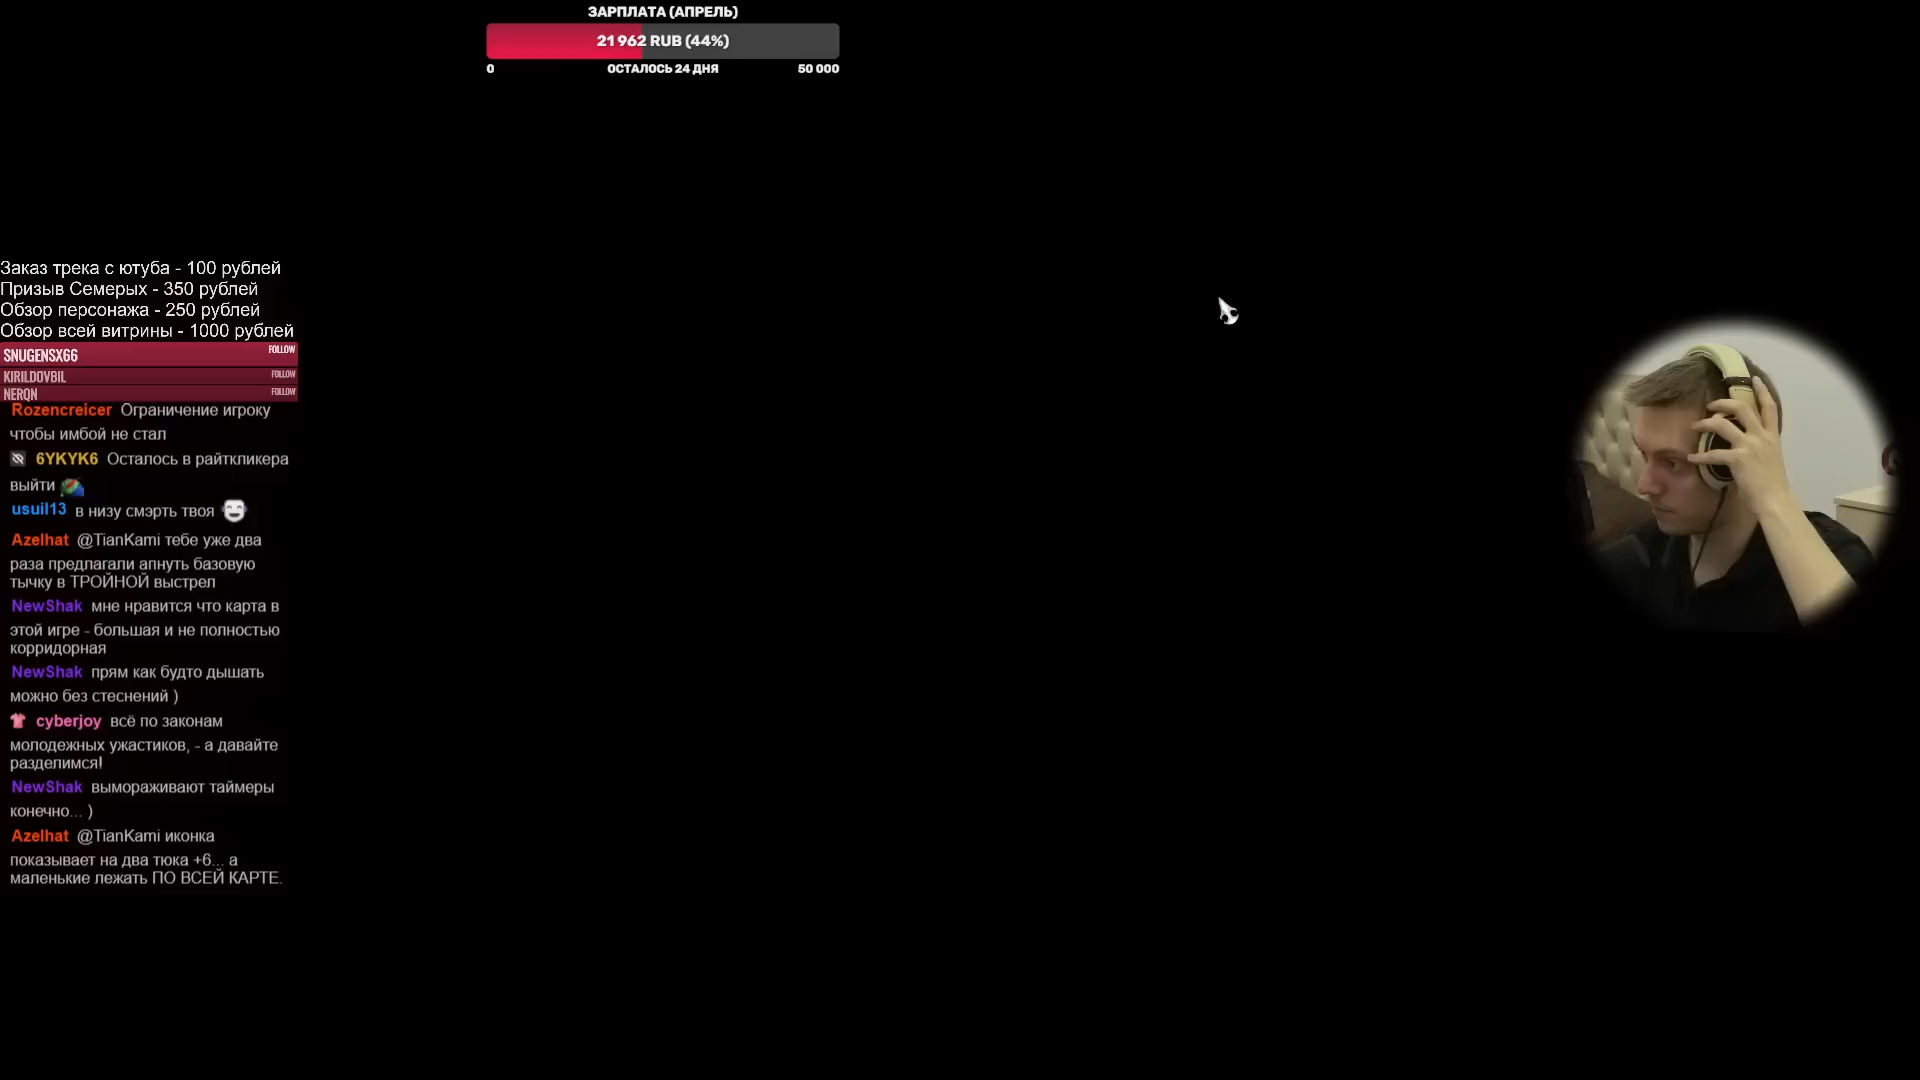 ЗАРПЛАТА (АПРЕЛЬ)
21 962 RUB (44%)
0 ОСТАЛОСЬ 24 ДНЯ 50 000
Заказ трека с ютуба - 100 рублей
Призыв Семерых - 350 рублей
Обзор персонажа - 250 рублей
Обзор всей витрины - 1000 рублей
SNUGENSX66 FOLLOW
KIRILDOVBIL FOLLOW
NERQN FOLLOW
Rozencreicer Ограничение игроку
чтобы имбой не стал
6YKYK6 Осталось в райткликера
выйти
usuil13 в низу смэрть твоя
Azelhat @TianKami тебе уже два
раза предлагали апнуть базовую
тычку в ТРОЙНОЙ выстрел
NewShak мне нравится что карта в
этой игре - большая и не полностью
корридорная
NewShak прям как будто дышать
можно без стеснений )
cyberjoy всё по законам
молодежных ужастиков, - а давайте
разделимся!
NewShak вымораживают таймеры
конечно... )
Azelhat @TianKami иконка
показывает на два тюка +6... а
маленькие лежать ПО ВСЕЙ КАРТЕ.